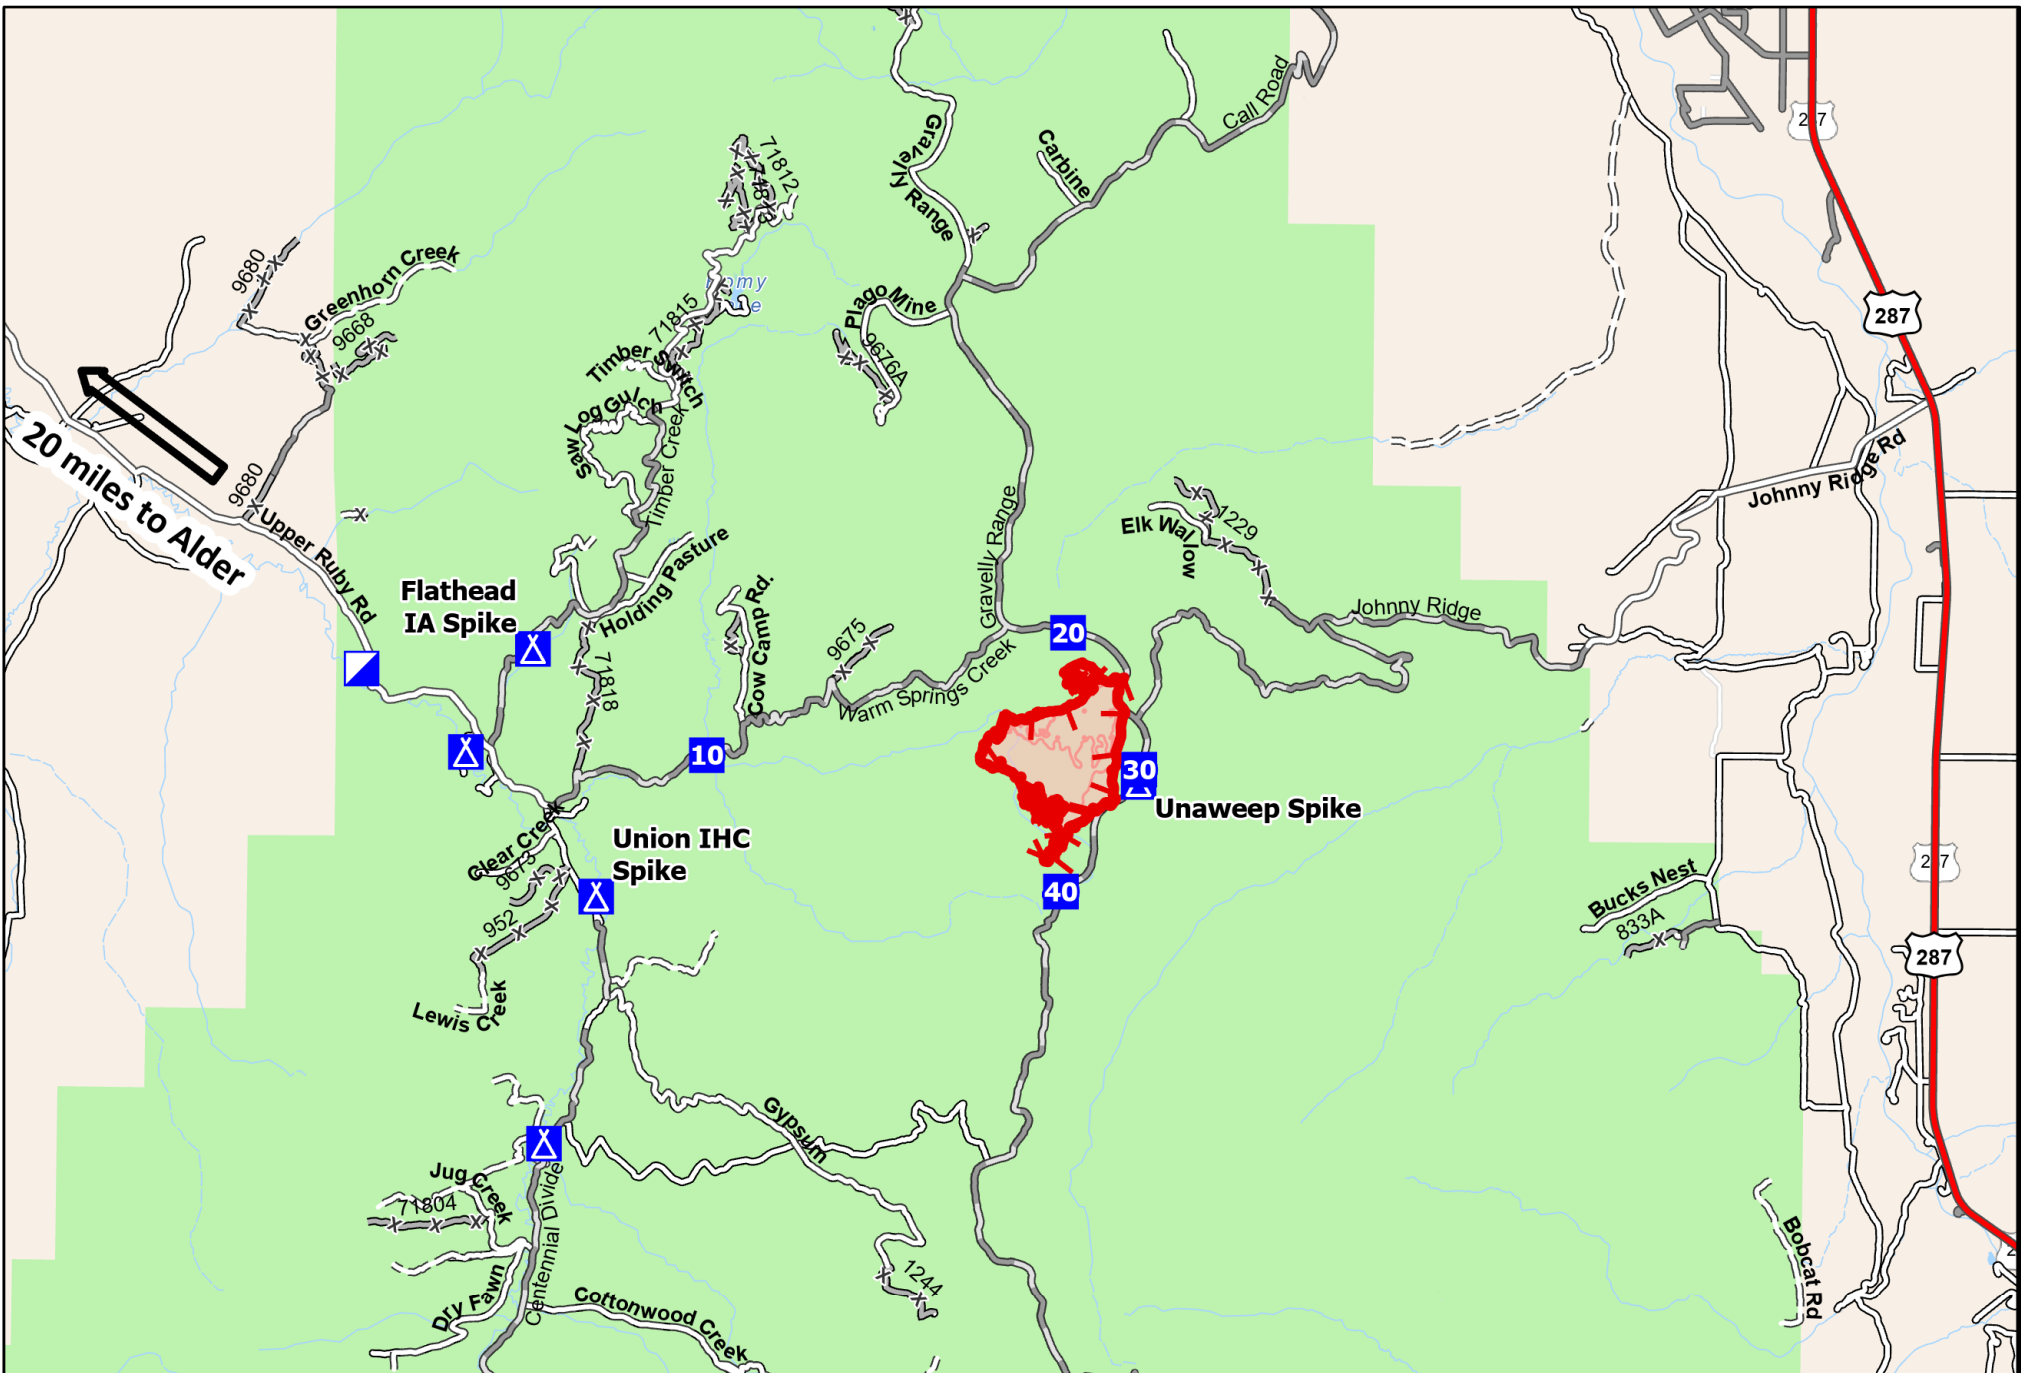 Call Road
287
Gravelly Range
Carbine
71812
9680
Greenhorn Creek
9668
71815
Plago Mine
9676A
287
Timber Switch
Saw Log Gulch
Timber Creek
20 miles to Alder
9680
Upper Ruby Rd
Johnny Ridge Rd
Elk Wallow
1229
Gravelly Range
Holding Pasture
Flathead
IA Spike
Cow Camp Rd.
Johnny Ridge
20
9675
71818
Warm Springs Creek
10
30
Unaweep Spike
Clear Creek
9673
Union IHC
Spike
40
952
287
Bucks Nest
833A
287
Lewis Creek
Gypsum
Jug Creek
71804
Centennial Divide
Bobcat Rd
1244
Dry Fawn
Cottonwood Creek